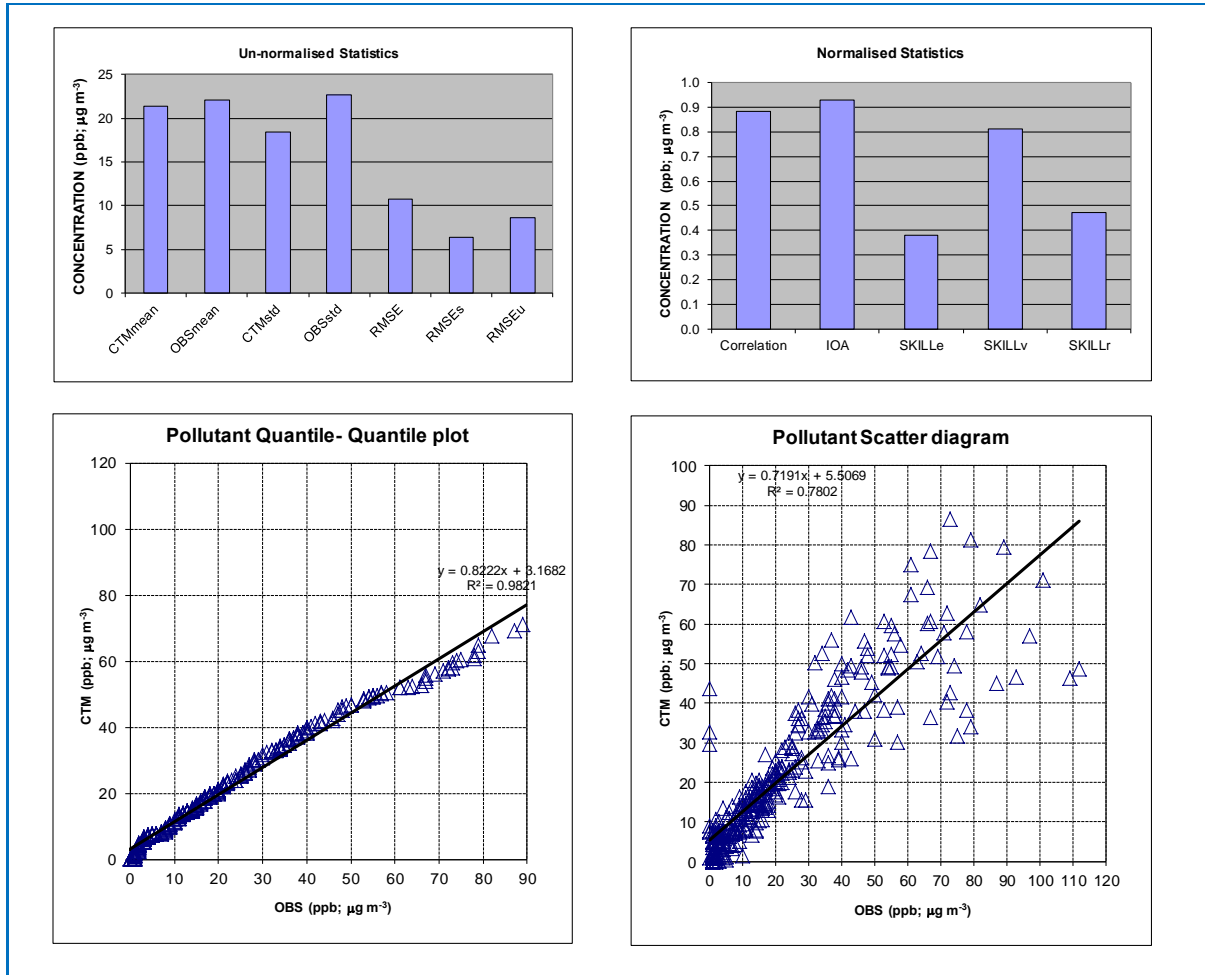 Un-normalised Statistics
CONCENTRATION (ppb; μg m-3)
25
20
15
10
5
0
CTMmean
OBSmean
CTMstd
OBSstd
RMSE
RMSEs
RMSEu
Normalised Statistics
CONCENTRATION (ppb; μg m-3)
1.0
0.9
0.8
0.7
0.6
0.5
0.4
0.3
0.2
0.1
0.0
Correlation IOA SKILLe SKILLv SKILLr
Pollutant Quantile- Quantile plot
CTM (ppb; μg m-3)
120
100
80
60
40
20
0
y = 0.8222x + 3.1682
R² = 0.9821
0 10 20 30 40 50 60 70 80 90
OBS (ppb; μg m-3)
Pollutant Scatter diagram
CTM (ppb; μg m-3)
100
90
80
70
60
50
40
30
20
10
0
y = 0.7191x + 5.5069
R² = 0.7802
0 10 20 30 40 50 60 70 80 90 100 110 120
OBS (ppb; μg m-3)